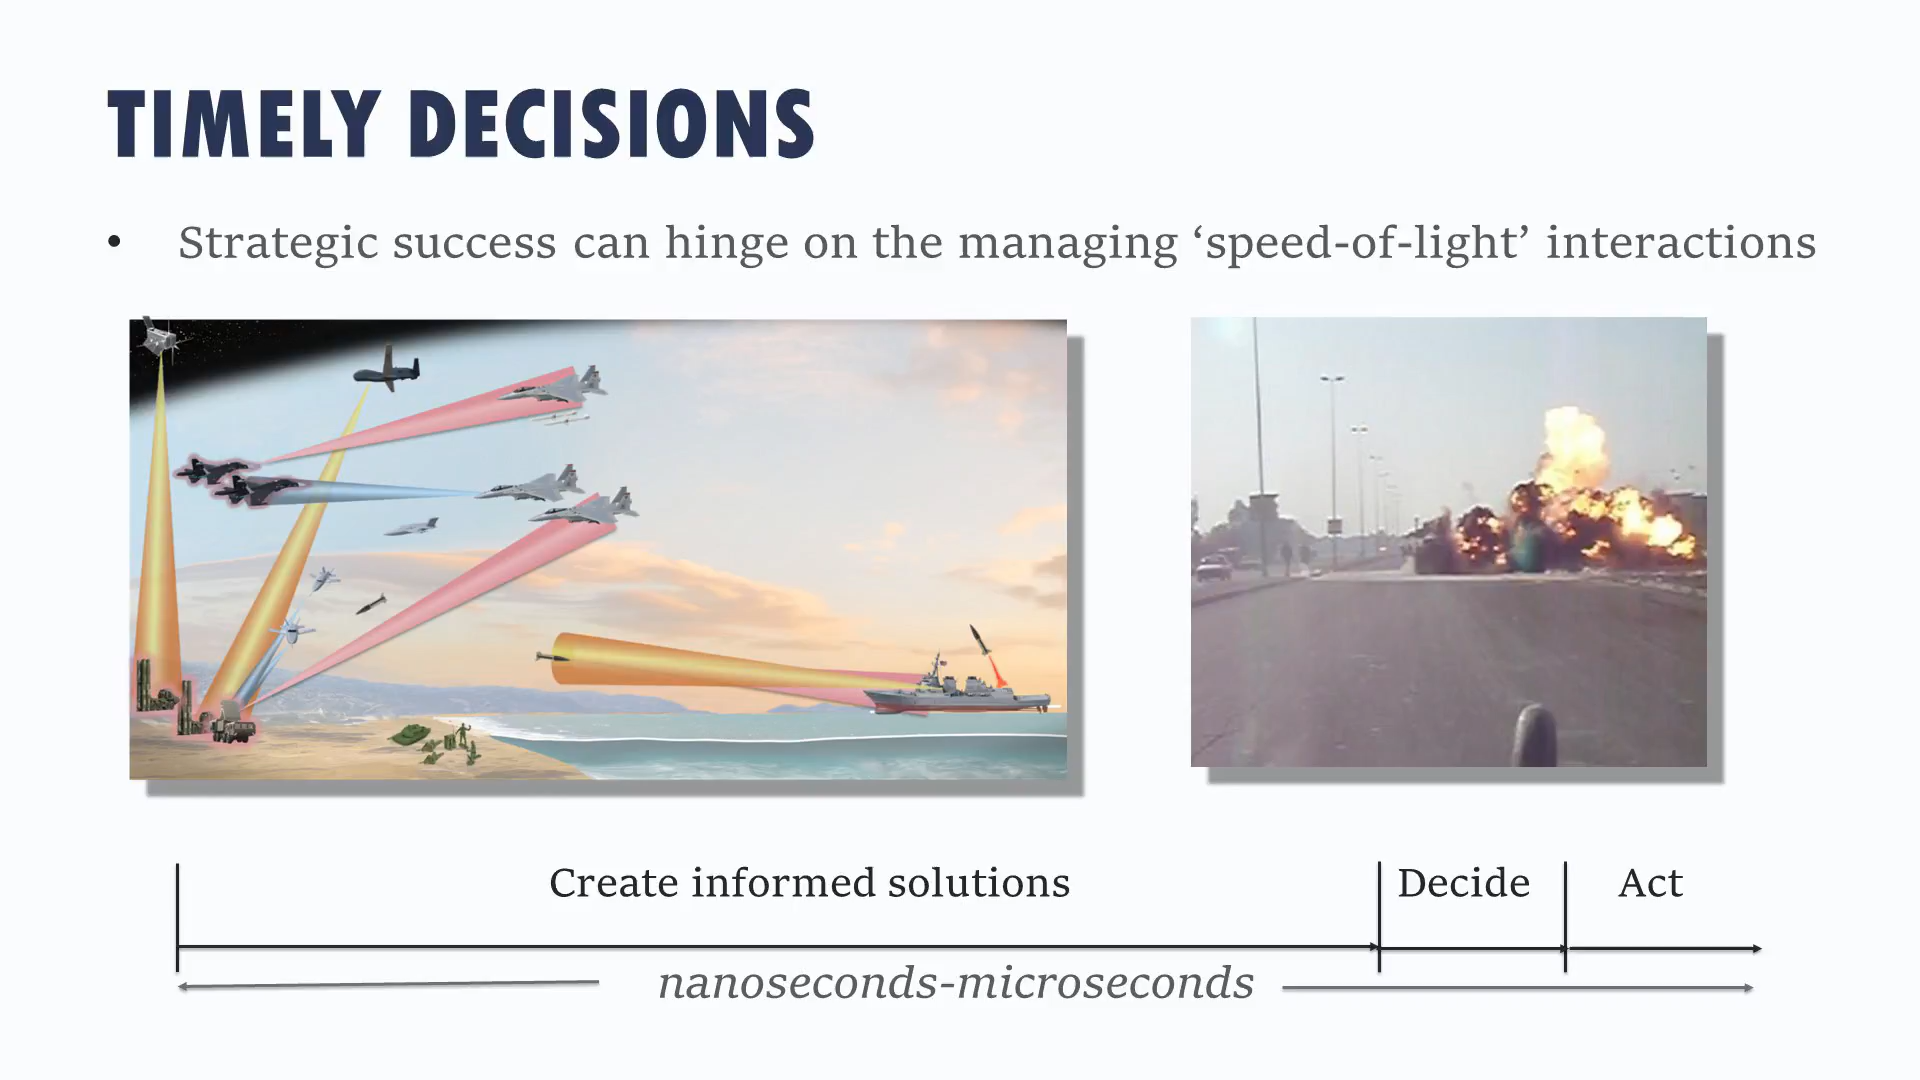 TIMELY DECISIONS
• Strategic success can hinge on the managing ‘speed-of-light’ interactions
Create informed solutions
Decide
Act
nanoseconds-microseconds